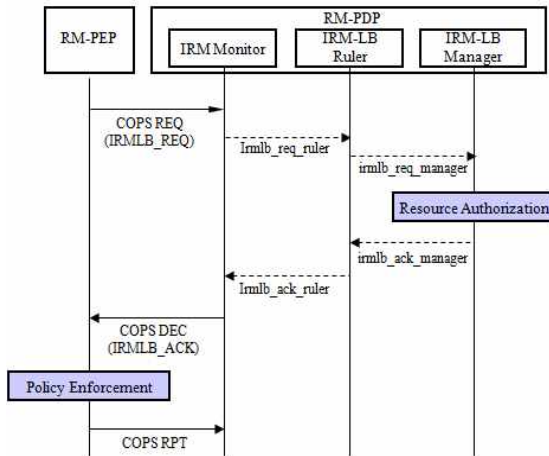 RM-PDP
RM-PEP
IRM Monitor
IRM-LB
Ruler
IRM-LB
Manager
COPS REQ
(IRMLB_REQ)
Irmlb_req_ruler
irmlb_req_manager
Resource Authorization
irmlb_ack_manager
Irmlb_ack_ruler
COPS DEC
(IRMLB_ACK)
Policy Enforcement
COPS RPT